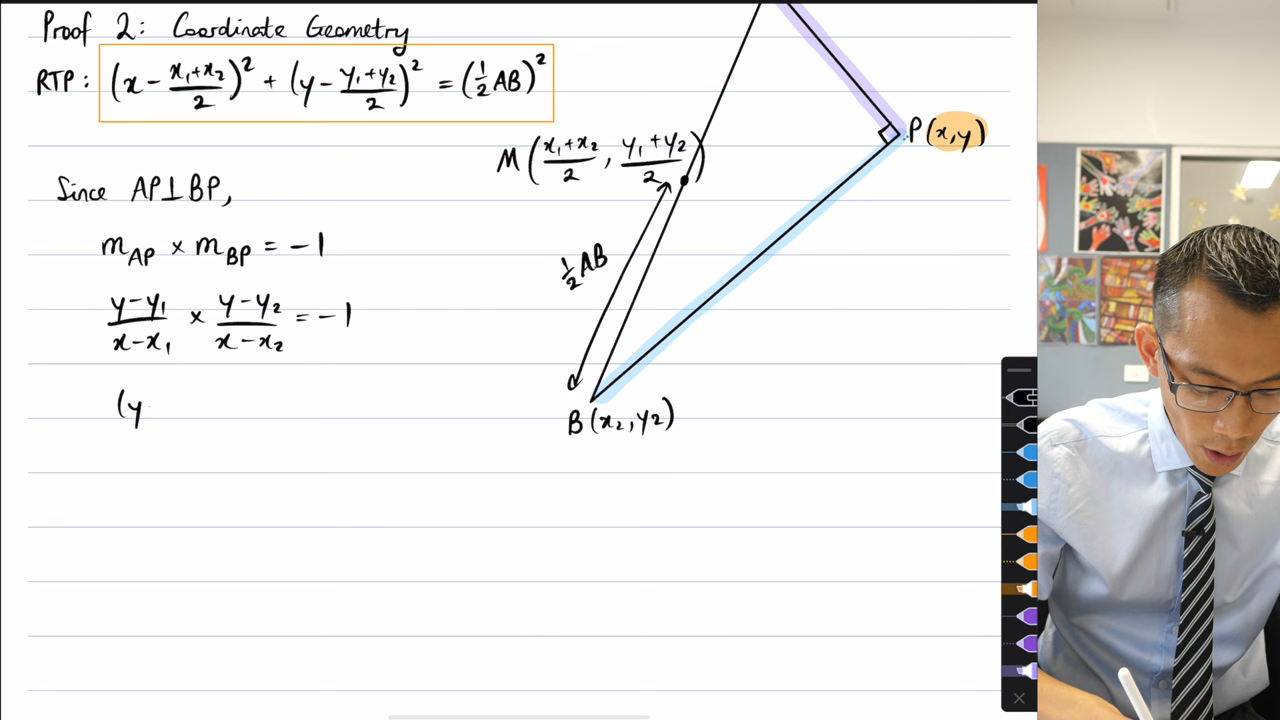 Proof 2: Coordinate Geometry
RTP: (x - (x₁+x₂)/2)² + (y - (y₁+y₂)/2)² = (½AB)²
P(x,y)
M((x₁+x₂)/2, (y₁+y₂)/2)
Since AP⊥BP,
m_AP × m_BP = -1
½AB
(y-y₁)/(x-x₁) × (y-y₂)/(x-x₂) = -1
(y
B(x₂,y₂)